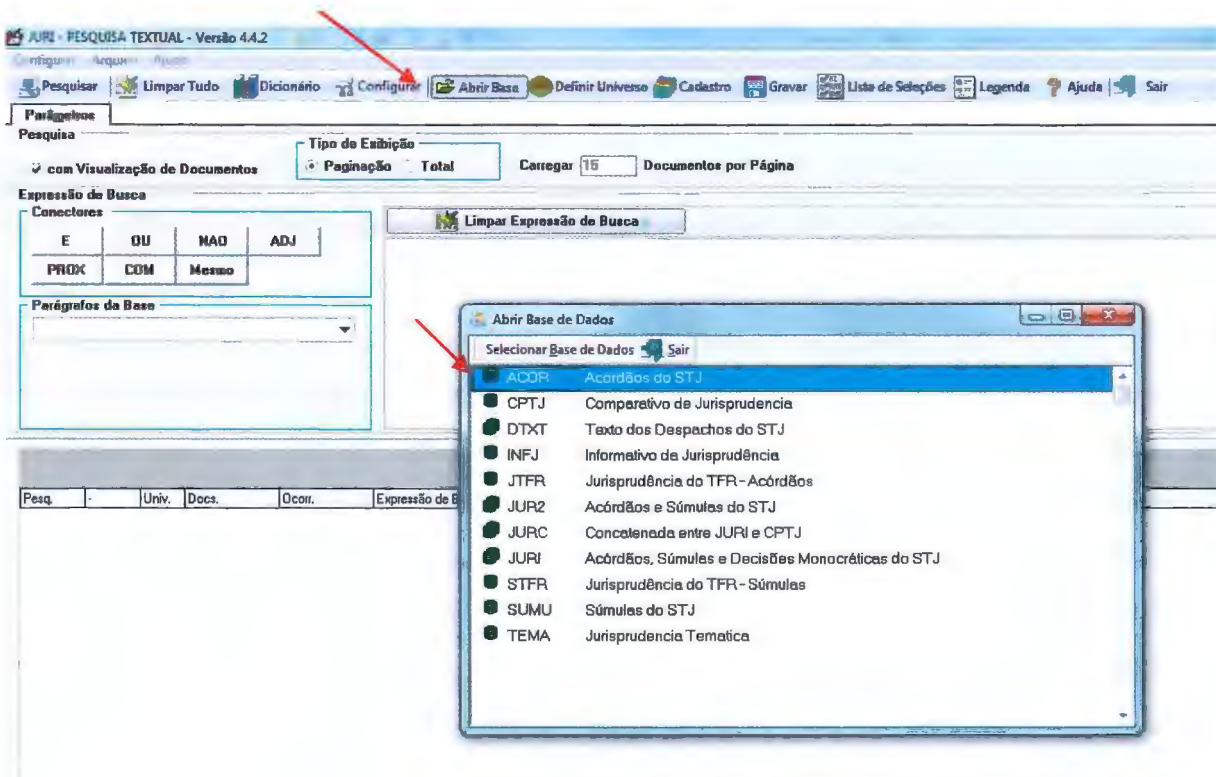 JURI - PESQUISA TEXTUAL - Versão 4.4.2
Configurar Arquivo Ajuda
Pesquisar Limpar Tudo Dicionário Configurar Abrir Base Definir Universo Cadastro Gravar Lista de Seleções Legenda Ajuda Sair
Parâmetros
Pesquisa
com Visualização de Documentos
Tipo de Exibição
Paginação Total
Carregar 15 Documentos por Página
Expressão de Busca
Conectores
E OU NAO ADJ
PROX COM Mesmo
Limpar Expressão de Busca
Parágrafos da Base
Pesq. - Univ. Docs. Ocorr. Expressão de B
Abrir Base de Dados
Selecionar Base de Dados Sair
ACOR Acordãos do STJ
CPTJ Comparativo de Jurisprudencia
DTXT Texto dos Despachos do STJ
INFJ Informativo de Jurisprudência
JTFR Jurisprudência do TFR - Acórdãos
JUR2 Acórdãos e Súmulas do STJ
JURC Concatenada entre JURI e CPTJ
JURI Acórdãos, Súmulas e Decisões Monocráticas do STJ
STFR Jurisprudência do TFR - Súmulas
SUMU Súmulas do STJ
TEMA Jurisprudencia Tematica